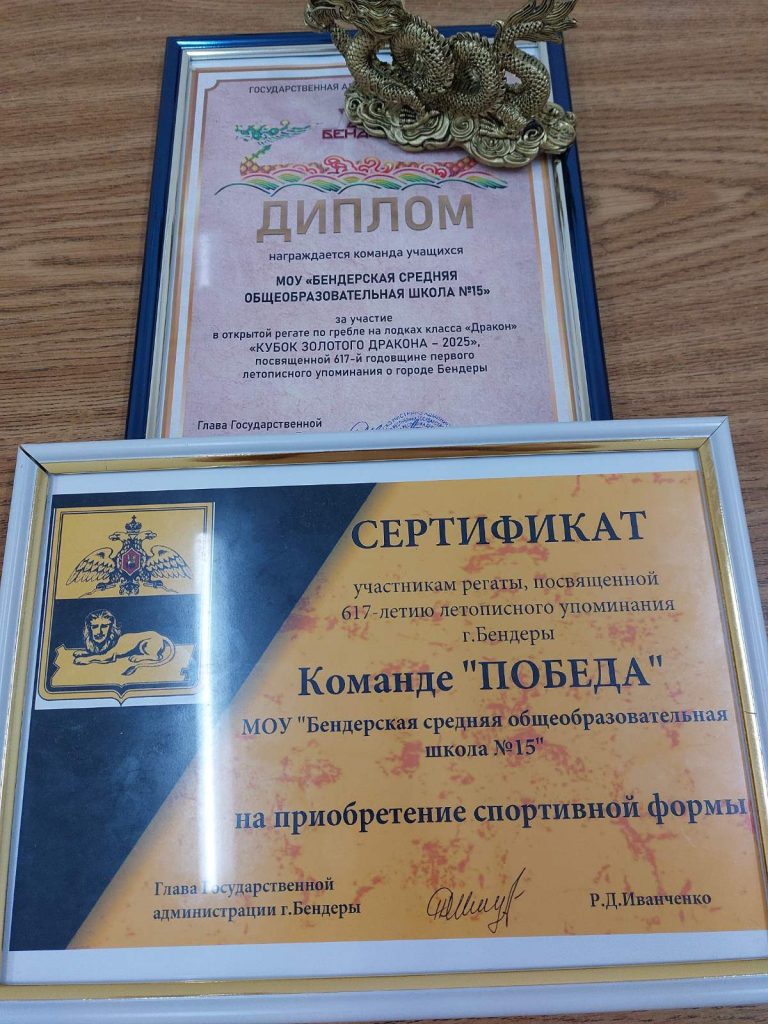 ГОСУДАРСТВЕННАЯ
ДИПЛОМ
награждается команда учащихся
МОУ «БЕНДЕРСКАЯ СРЕДНЯЯ
ОБЩЕОБРАЗОВАТЕЛЬНАЯ ШКОЛА №15»
за участие
в открытой регате по гребле на лодках класса «Дракон»
«КУБОК ЗОЛОТОГО ДРАКОНА – 2025»,
посвященной 617-й годовщине первого
летописного упоминания о городе Бендеры
Глава Государственной
СЕРТИФИКАТ
участникам регаты, посвященной
617-летию летописного упоминания
г.Бендеры
Команде "ПОБЕДА"
МОУ "Бендерская средняя общеобразовательная
школа №15"
на приобретение спортивной формы
Глава Государственной
администрации г.Бендеры
Р.Д.Иванченко